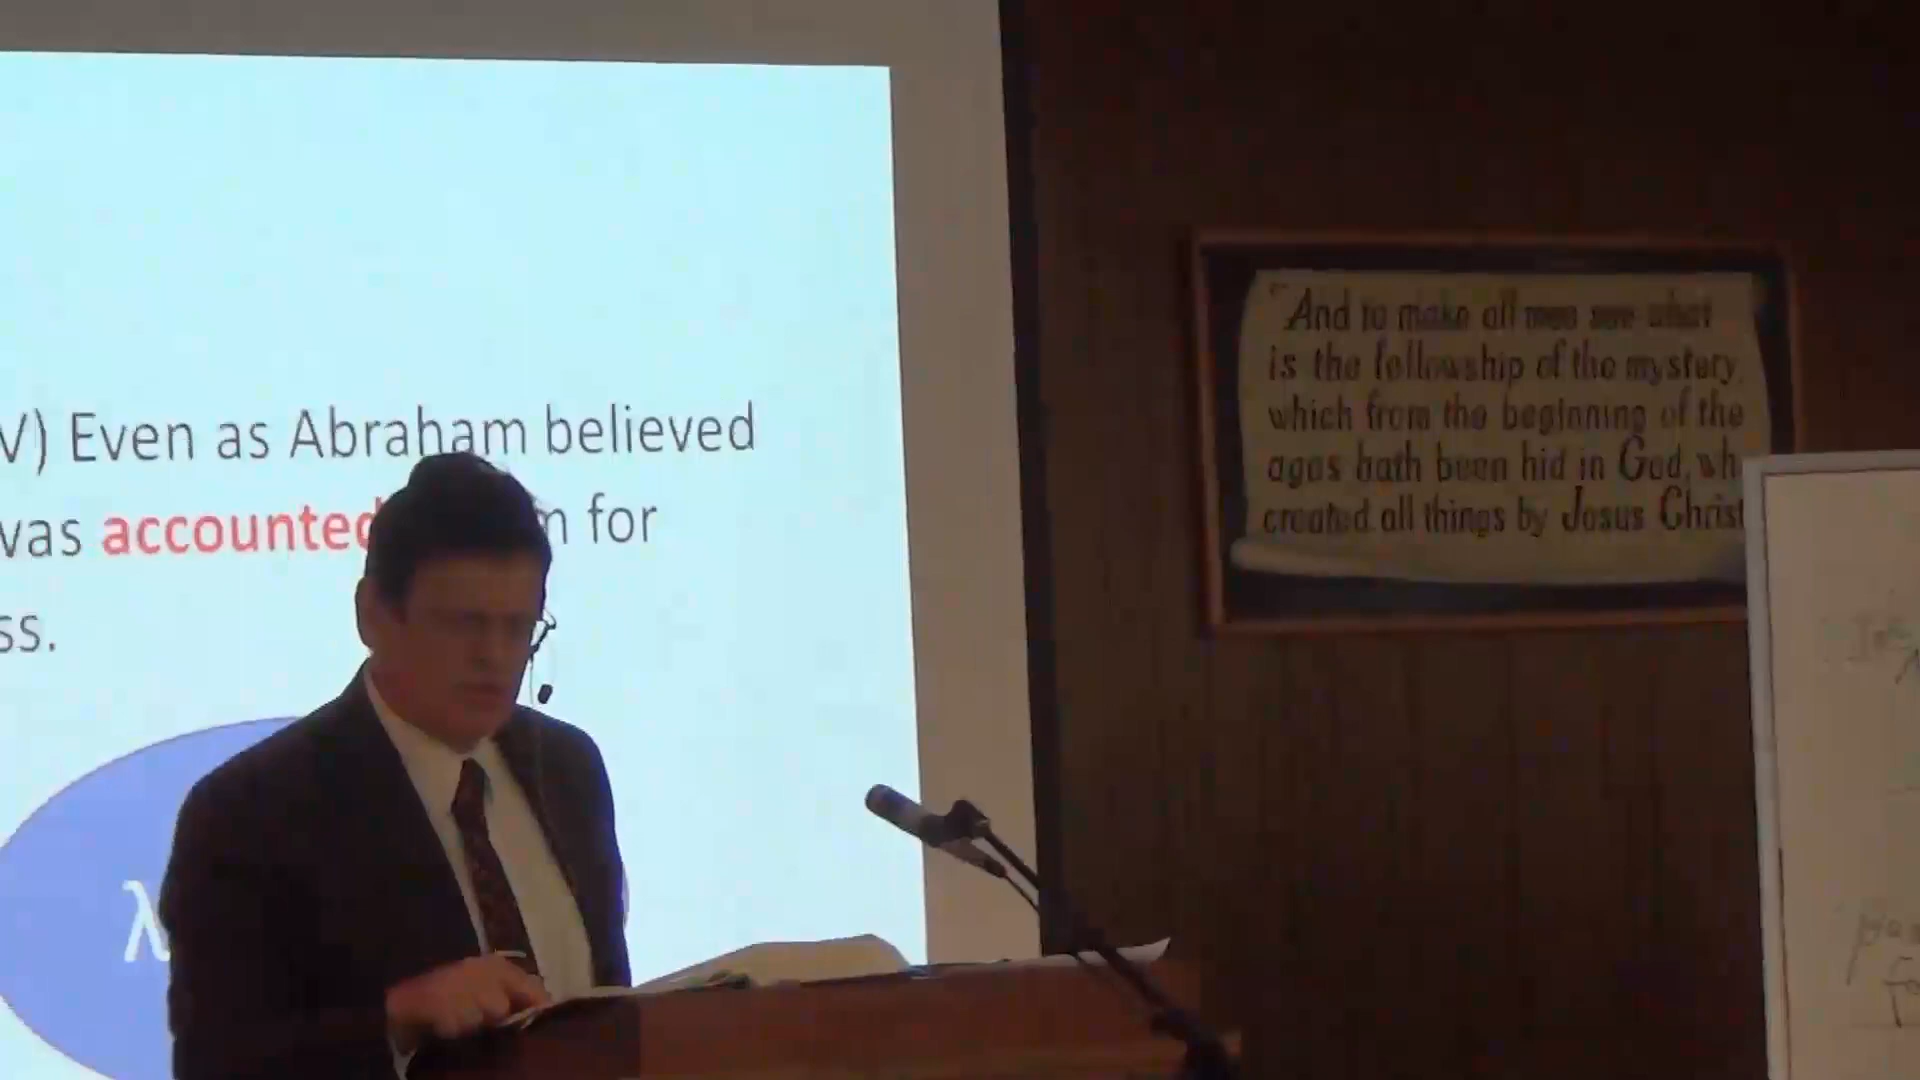 V) Even as Abraham believed
was accounted m for
ss.
λ
"And to make all men see what
is the fellowship of the mystery,
which from the beginning of the
ages hath been hid in God, wh
created all things by Jesus Christ